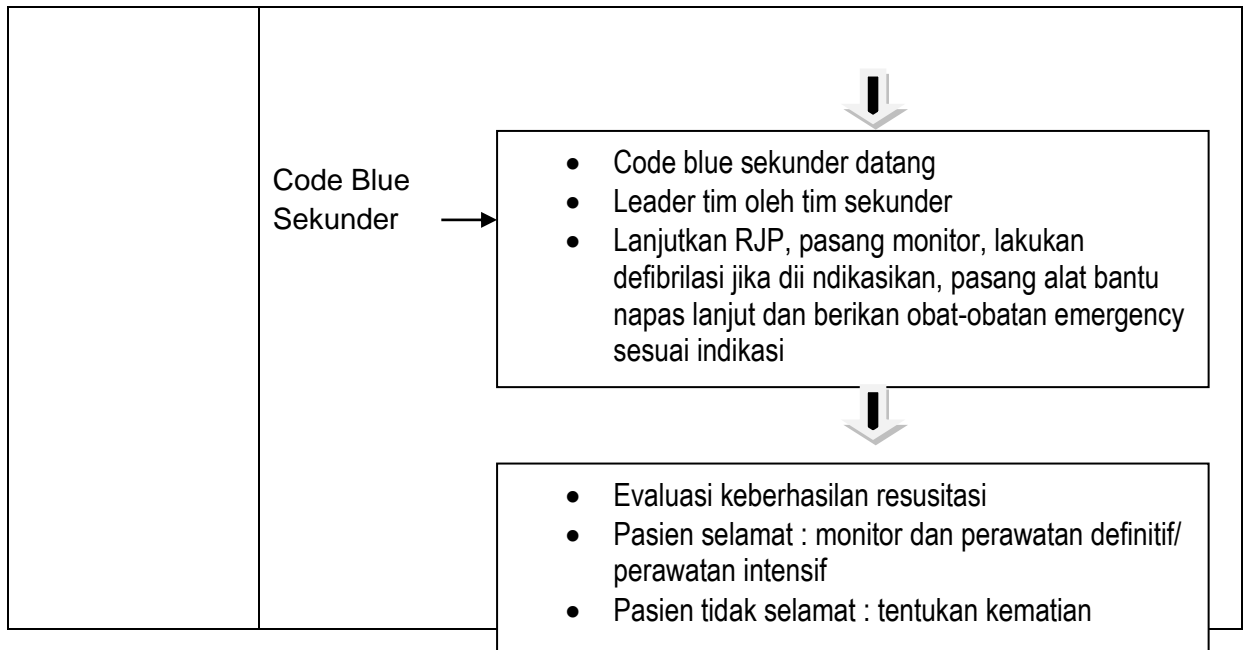 Code Blue
Sekunder
• Code blue sekunder datang
• Leader tim oleh tim sekunder
• Lanjutkan RJP, pasang monitor, lakukan
defibrilasi jika dii ndikasikan, pasang alat bantu
napas lanjut dan berikan obat-obatan emergency
sesuai indikasi
• Evaluasi keberhasilan resusitasi
• Pasien selamat : monitor dan perawatan definitif/
perawatan intensif
• Pasien tidak selamat : tentukan kematian